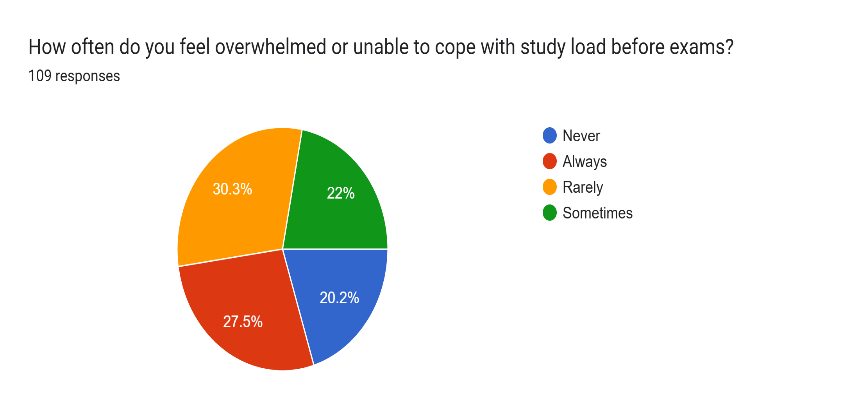 How often do you feel overwhelmed or unable to cope with study load before exams?
109 responses
Never
Always
Rarely
Sometimes
30.3%
22%
20.2%
27.5%